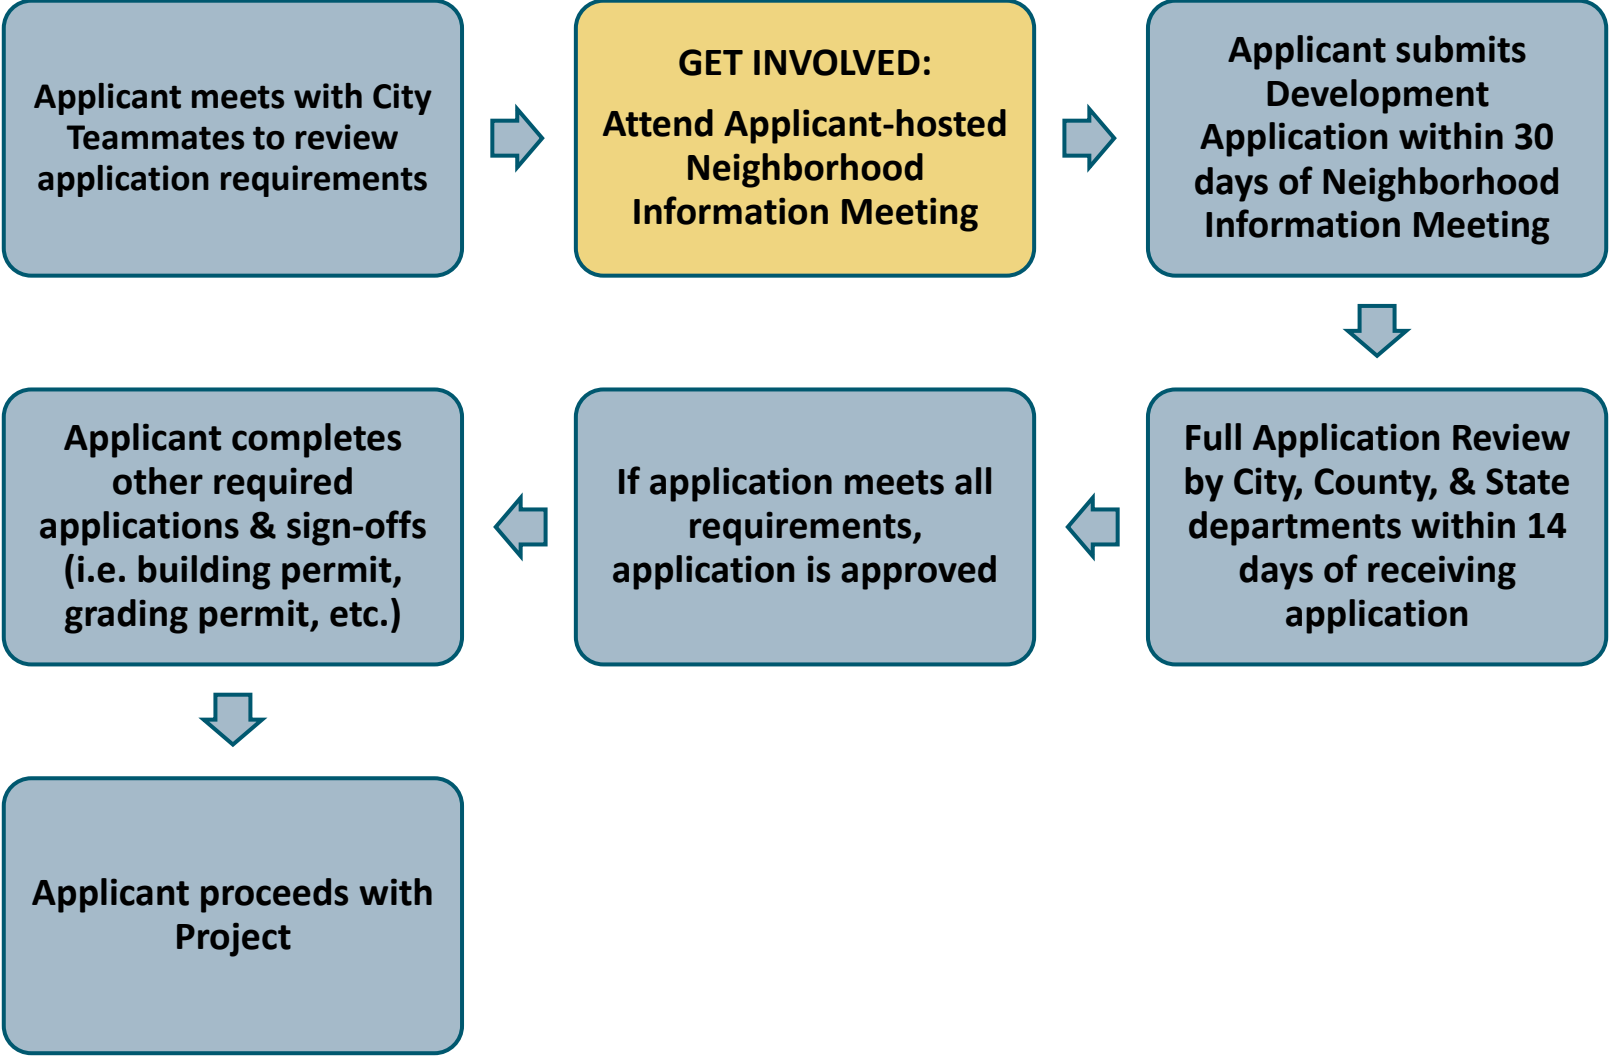 Applicant meets with City
Teammates to review
application requirements
GET INVOLVED:
Attend Applicant-hosted
Neighborhood
Information Meeting
Applicant submits
Development
Application within 30
days of Neighborhood
Information Meeting
Full Application Review
by City, County, & State
departments within 14
days of receiving
application
If application meets all
requirements,
application is approved
Applicant completes
other required
applications & sign-offs
(i.e. building permit,
grading permit, etc.)
Applicant proceeds with
Project